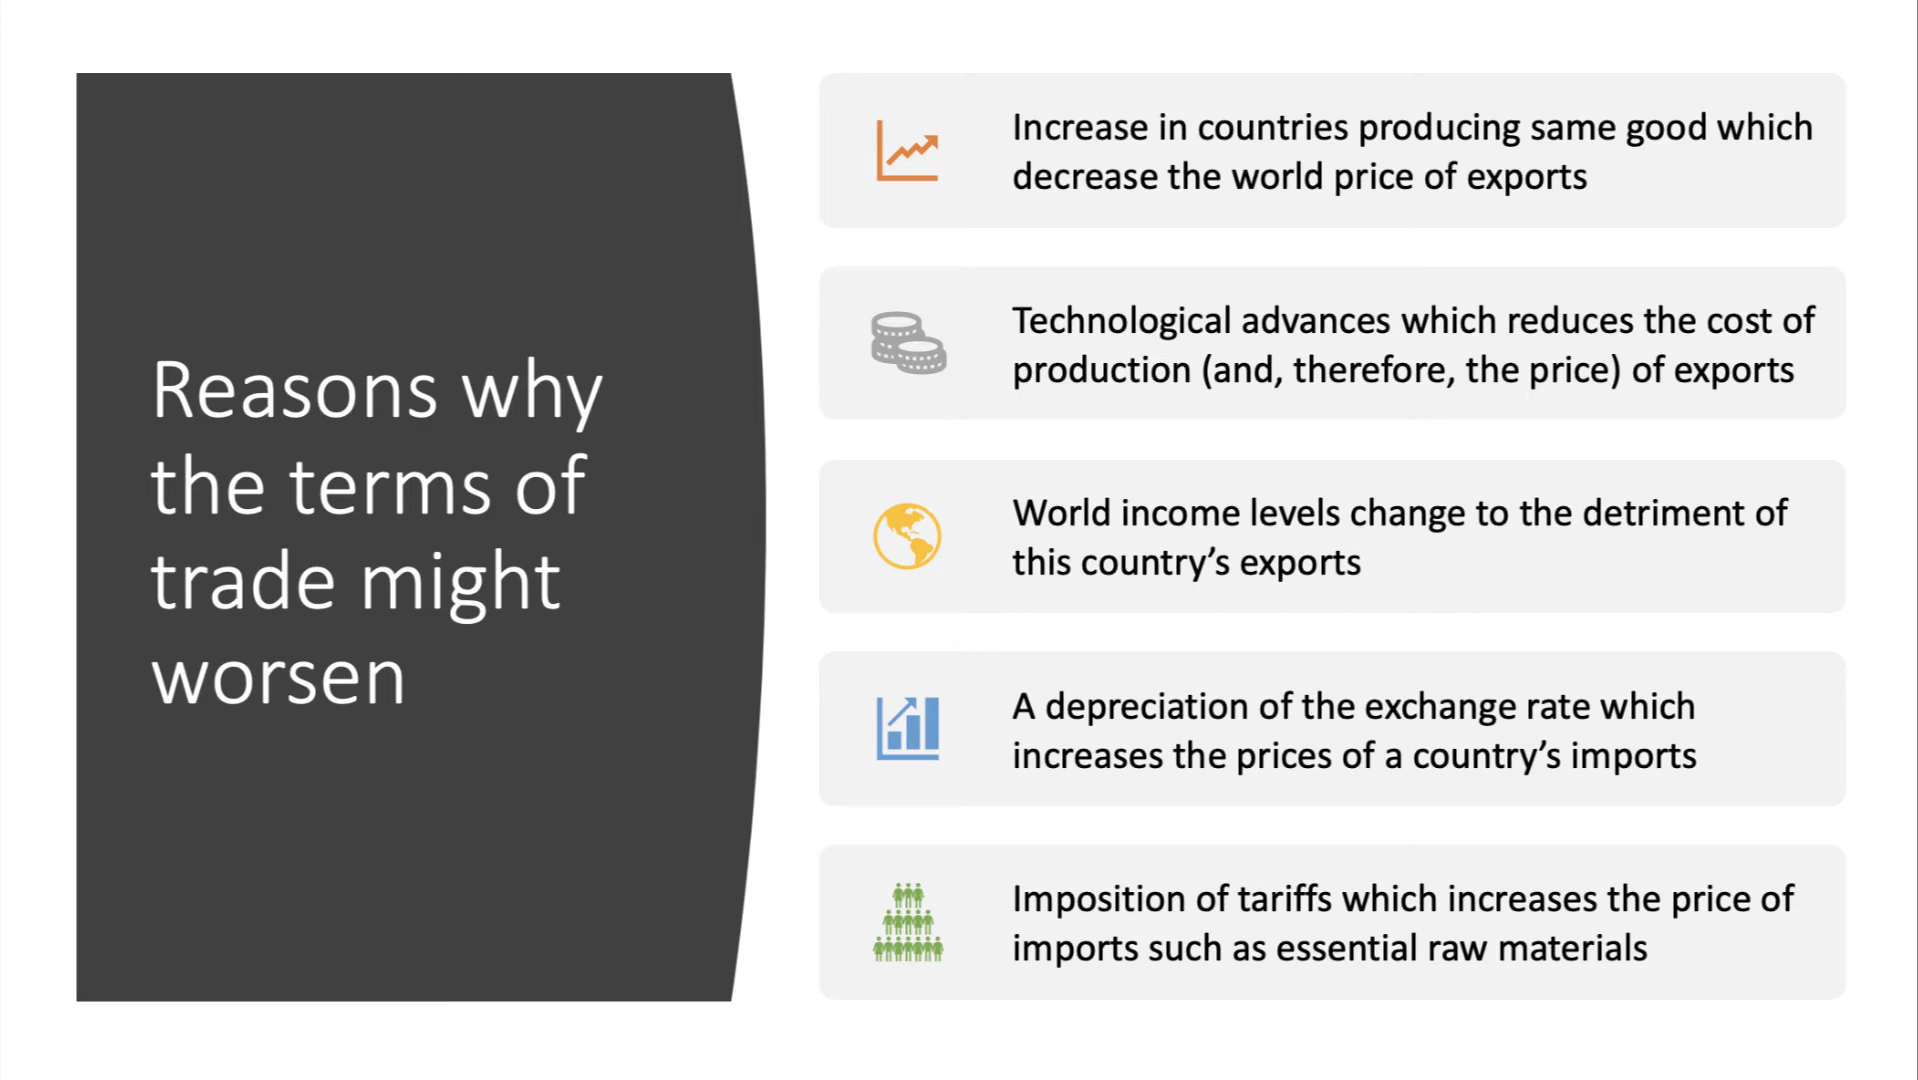 Reasons why
the terms of
trade might
worsen
Increase in countries producing same good which
decrease the world price of exports
Technological advances which reduces the cost of
production (and, therefore, the price) of exports
World income levels change to the detriment of
this country’s exports
A depreciation of the exchange rate which
increases the prices of a country’s imports
Imposition of tariffs which increases the price of
imports such as essential raw materials